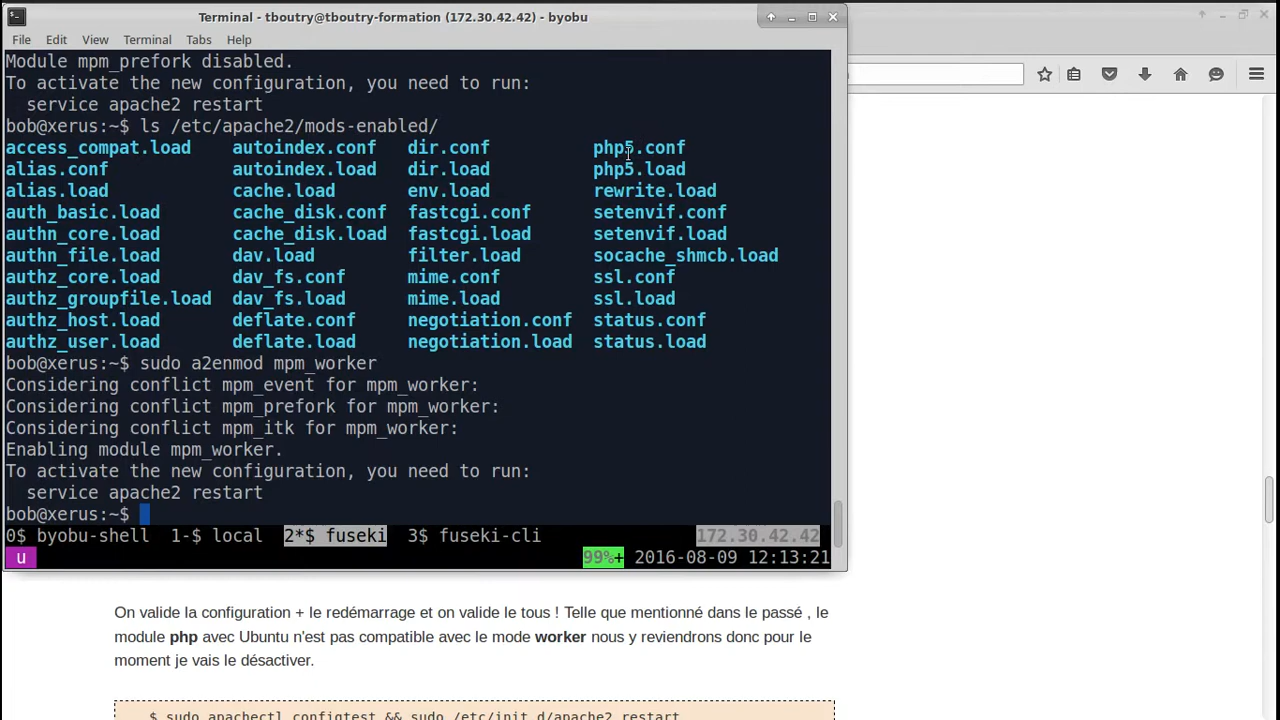 Terminal - tboutry@tboutry-formation (172.30.42.42) - byobu
File Edit View Terminal Tabs Help
Module mpm_prefork disabled.
To activate the new configuration, you need to run:
  service apache2 restart
bob@xerus:~$ ls /etc/apache2/mods-enabled/
access_compat.load autoindex.conf dir.conf php5.conf
alias.conf autoindex.load dir.load php5.load
alias.load cache.load env.load rewrite.load
auth_basic.load cache_disk.conf fastcgi.conf setenvif.conf
authn_core.load cache_disk.load fastcgi.load setenvif.load
authn_file.load dav.load filter.load socache_shmcb.load
authz_core.load dav_fs.conf mime.conf ssl.conf
authz_groupfile.load dav_fs.load mime.load ssl.load
authz_host.load deflate.conf negotiation.conf status.conf
authz_user.load deflate.load negotiation.load status.load
bob@xerus:~$ sudo a2enmod mpm_worker
Considering conflict mpm_event for mpm_worker:
Considering conflict mpm_prefork for mpm_worker:
Considering conflict mpm_itk for mpm_worker:
Enabling module mpm_worker.
To activate the new configuration, you need to run:
  service apache2 restart
bob@xerus:~$
0$ byobu-shell 1-$ local 2*$ fuseki 3$ fuseki-cli 172.30.42.42
u 99%+ 2016-08-09 12:13:21
On valide la configuration + le redémarrage et on valide le tous ! Telle que mentionné dans le passé , le
module php avec Ubuntu n'est pas compatible avec le mode worker nous y reviendrons donc pour le
moment je vais le désactiver.
$ sudo apachectl configtest && sudo /etc/init.d/apache2 restart